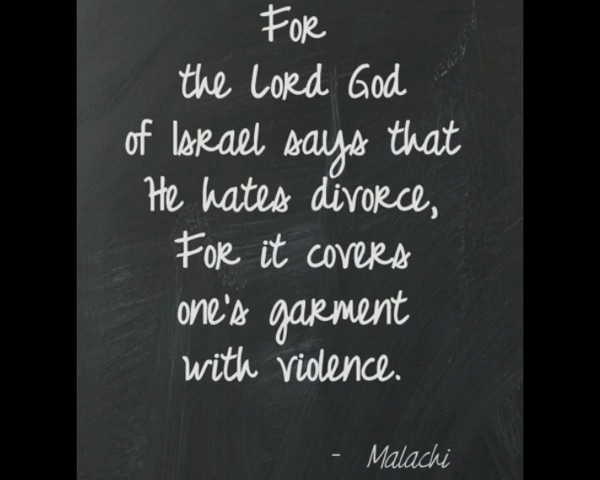 For
the Lord God
of Israel says that
He hates divorce,
For it covers
one's garment
with violence.
- Malachi